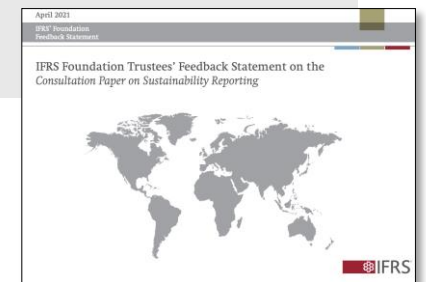 April 2021
IFRS® Foundation
Feedback Statement
IFRS Foundation Trustees' Feedback Statement on the
Consultation Paper on Sustainability Reporting
IFRS